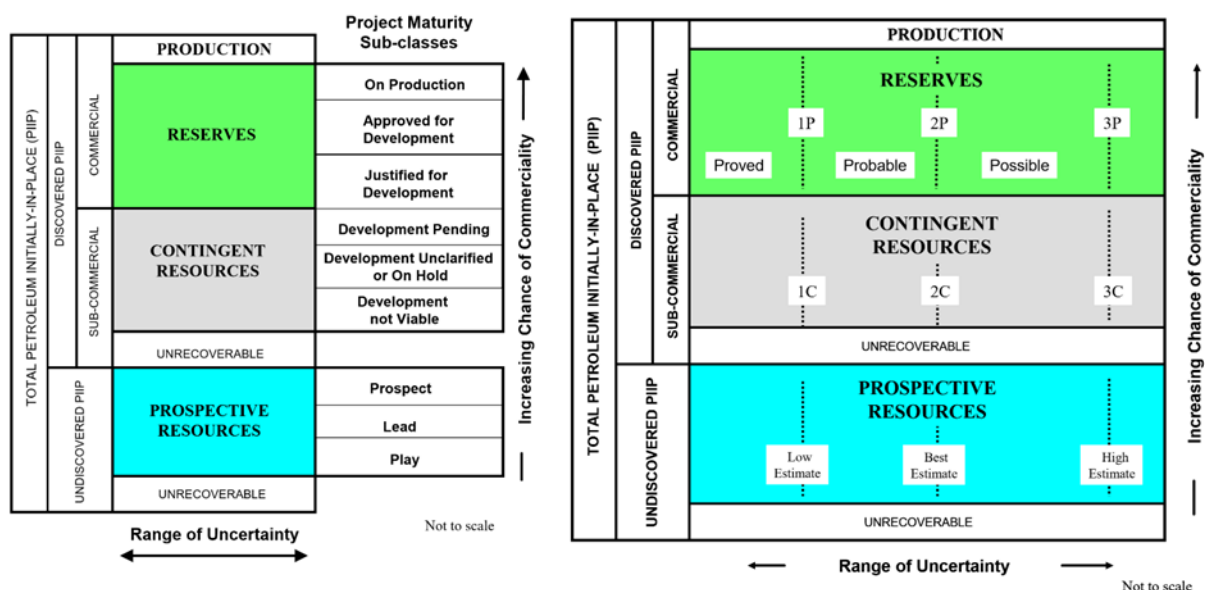 Project Maturity
Sub-classes
TOTAL PETROLEUM INITIALLY-IN-PLACE (PIIP)
DISCOVERED PIIP
UNDISCOVERED PIIP
COMMERCIAL
SUB-COMMERCIAL
PRODUCTION
RESERVES
CONTINGENT
RESOURCES
UNRECOVERABLE
PROSPECTIVE
RESOURCES
UNRECOVERABLE
On Production
Approved for
Development
Justified for
Development
Development Pending
Development Unclarified
or On Hold
Development
not Viable
Prospect
Lead
Play
Increasing Chance of Commerciality
Range of Uncertainty
Not to scale
TOTAL PETROLEUM INITIALLY-IN-PLACE (PIIP)
DISCOVERED PIIP
UNDISCOVERED PIIP
COMMERCIAL
SUB-COMMERCIAL
PRODUCTION
RESERVES
1P
2P
3P
Proved
Probable
Possible
CONTINGENT
RESOURCES
1C
2C
3C
UNRECOVERABLE
PROSPECTIVE
RESOURCES
Low
Estimate
Best
Estimate
High
Estimate
UNRECOVERABLE
Increasing Chance of Commerciality
Range of Uncertainty
Not to scale